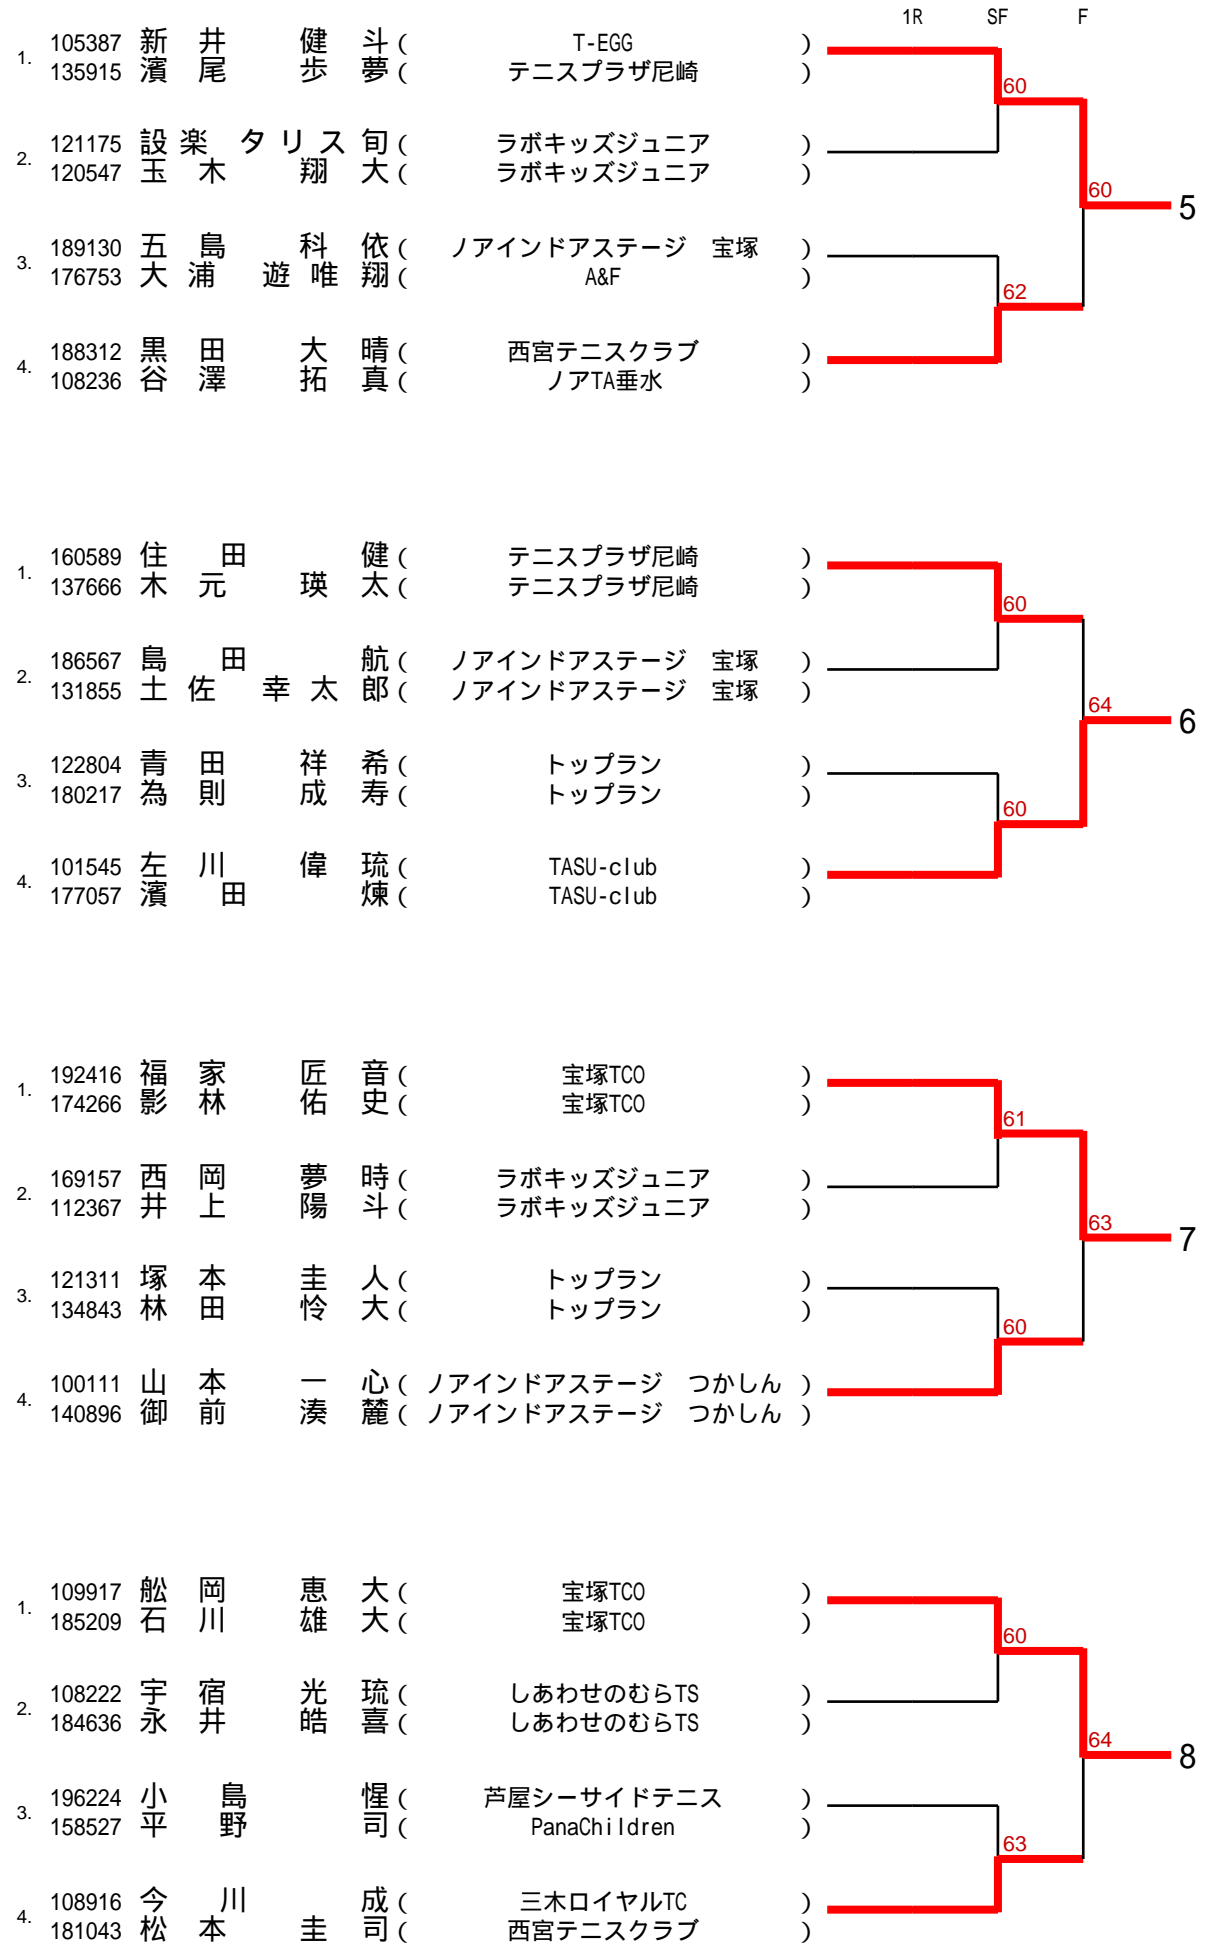 1R SF F
1. 105387 新井 健斗 ( T-EGG )
135915 濱尾 歩夢 ( テニスプラザ尼崎 )
60
2. 121175 設楽 タリス旬 ( ラボキッズジュニア )
120547 玉木 翔大 ( ラボキッズジュニア )
60 5
3. 189130 五島 科依 ( ノアインドアステージ 宝塚 )
176753 大浦 遊唯翔 ( A&F )
62
4. 188312 黒田 大晴 ( 西宮テニスクラブ )
108236 谷澤 拓真 ( ノアTA垂水 )
1. 160589 住田 健 ( テニスプラザ尼崎 )
137666 木元 瑛太 ( テニスプラザ尼崎 )
60
2. 186567 島田 航 ( ノアインドアステージ 宝塚 )
131855 土佐 幸太郎 ( ノアインドアステージ 宝塚 )
64 6
3. 122804 青田 祥希 ( トップラン )
180217 為則 成寿 ( トップラン )
60
4. 101545 左川 偉琉 ( TASU-club )
177057 濱田 煉 ( TASU-club )
1. 192416 福家 匠音 ( 宝塚TCO )
174266 影林 佑史 ( 宝塚TCO )
61
2. 169157 西岡 夢時 ( ラボキッズジュニア )
112367 井上 陽斗 ( ラボキッズジュニア )
63 7
3. 121311 塚本 圭人 ( トップラン )
134843 林田 怜大 ( トップラン )
60
4. 100111 山本 一心 ( ノアインドアステージ つかしん )
140896 御前 湊麓 ( ノアインドアステージ つかしん )
1. 109917 舩岡 恵大 ( 宝塚TCO )
185209 石川 雄大 ( 宝塚TCO )
60
2. 108222 宇宿 光琉 ( しあわせのむらTS )
184636 永井 皓喜 ( しあわせのむらTS )
64 8
3. 196224 小島 惺 ( 芦屋シーサイドテニス )
158527 平野 司 ( PanaChildren )
63
4. 108916 今川 成 ( 三木ロイヤルTC )
181043 松本 圭司 ( 西宮テニスクラブ )